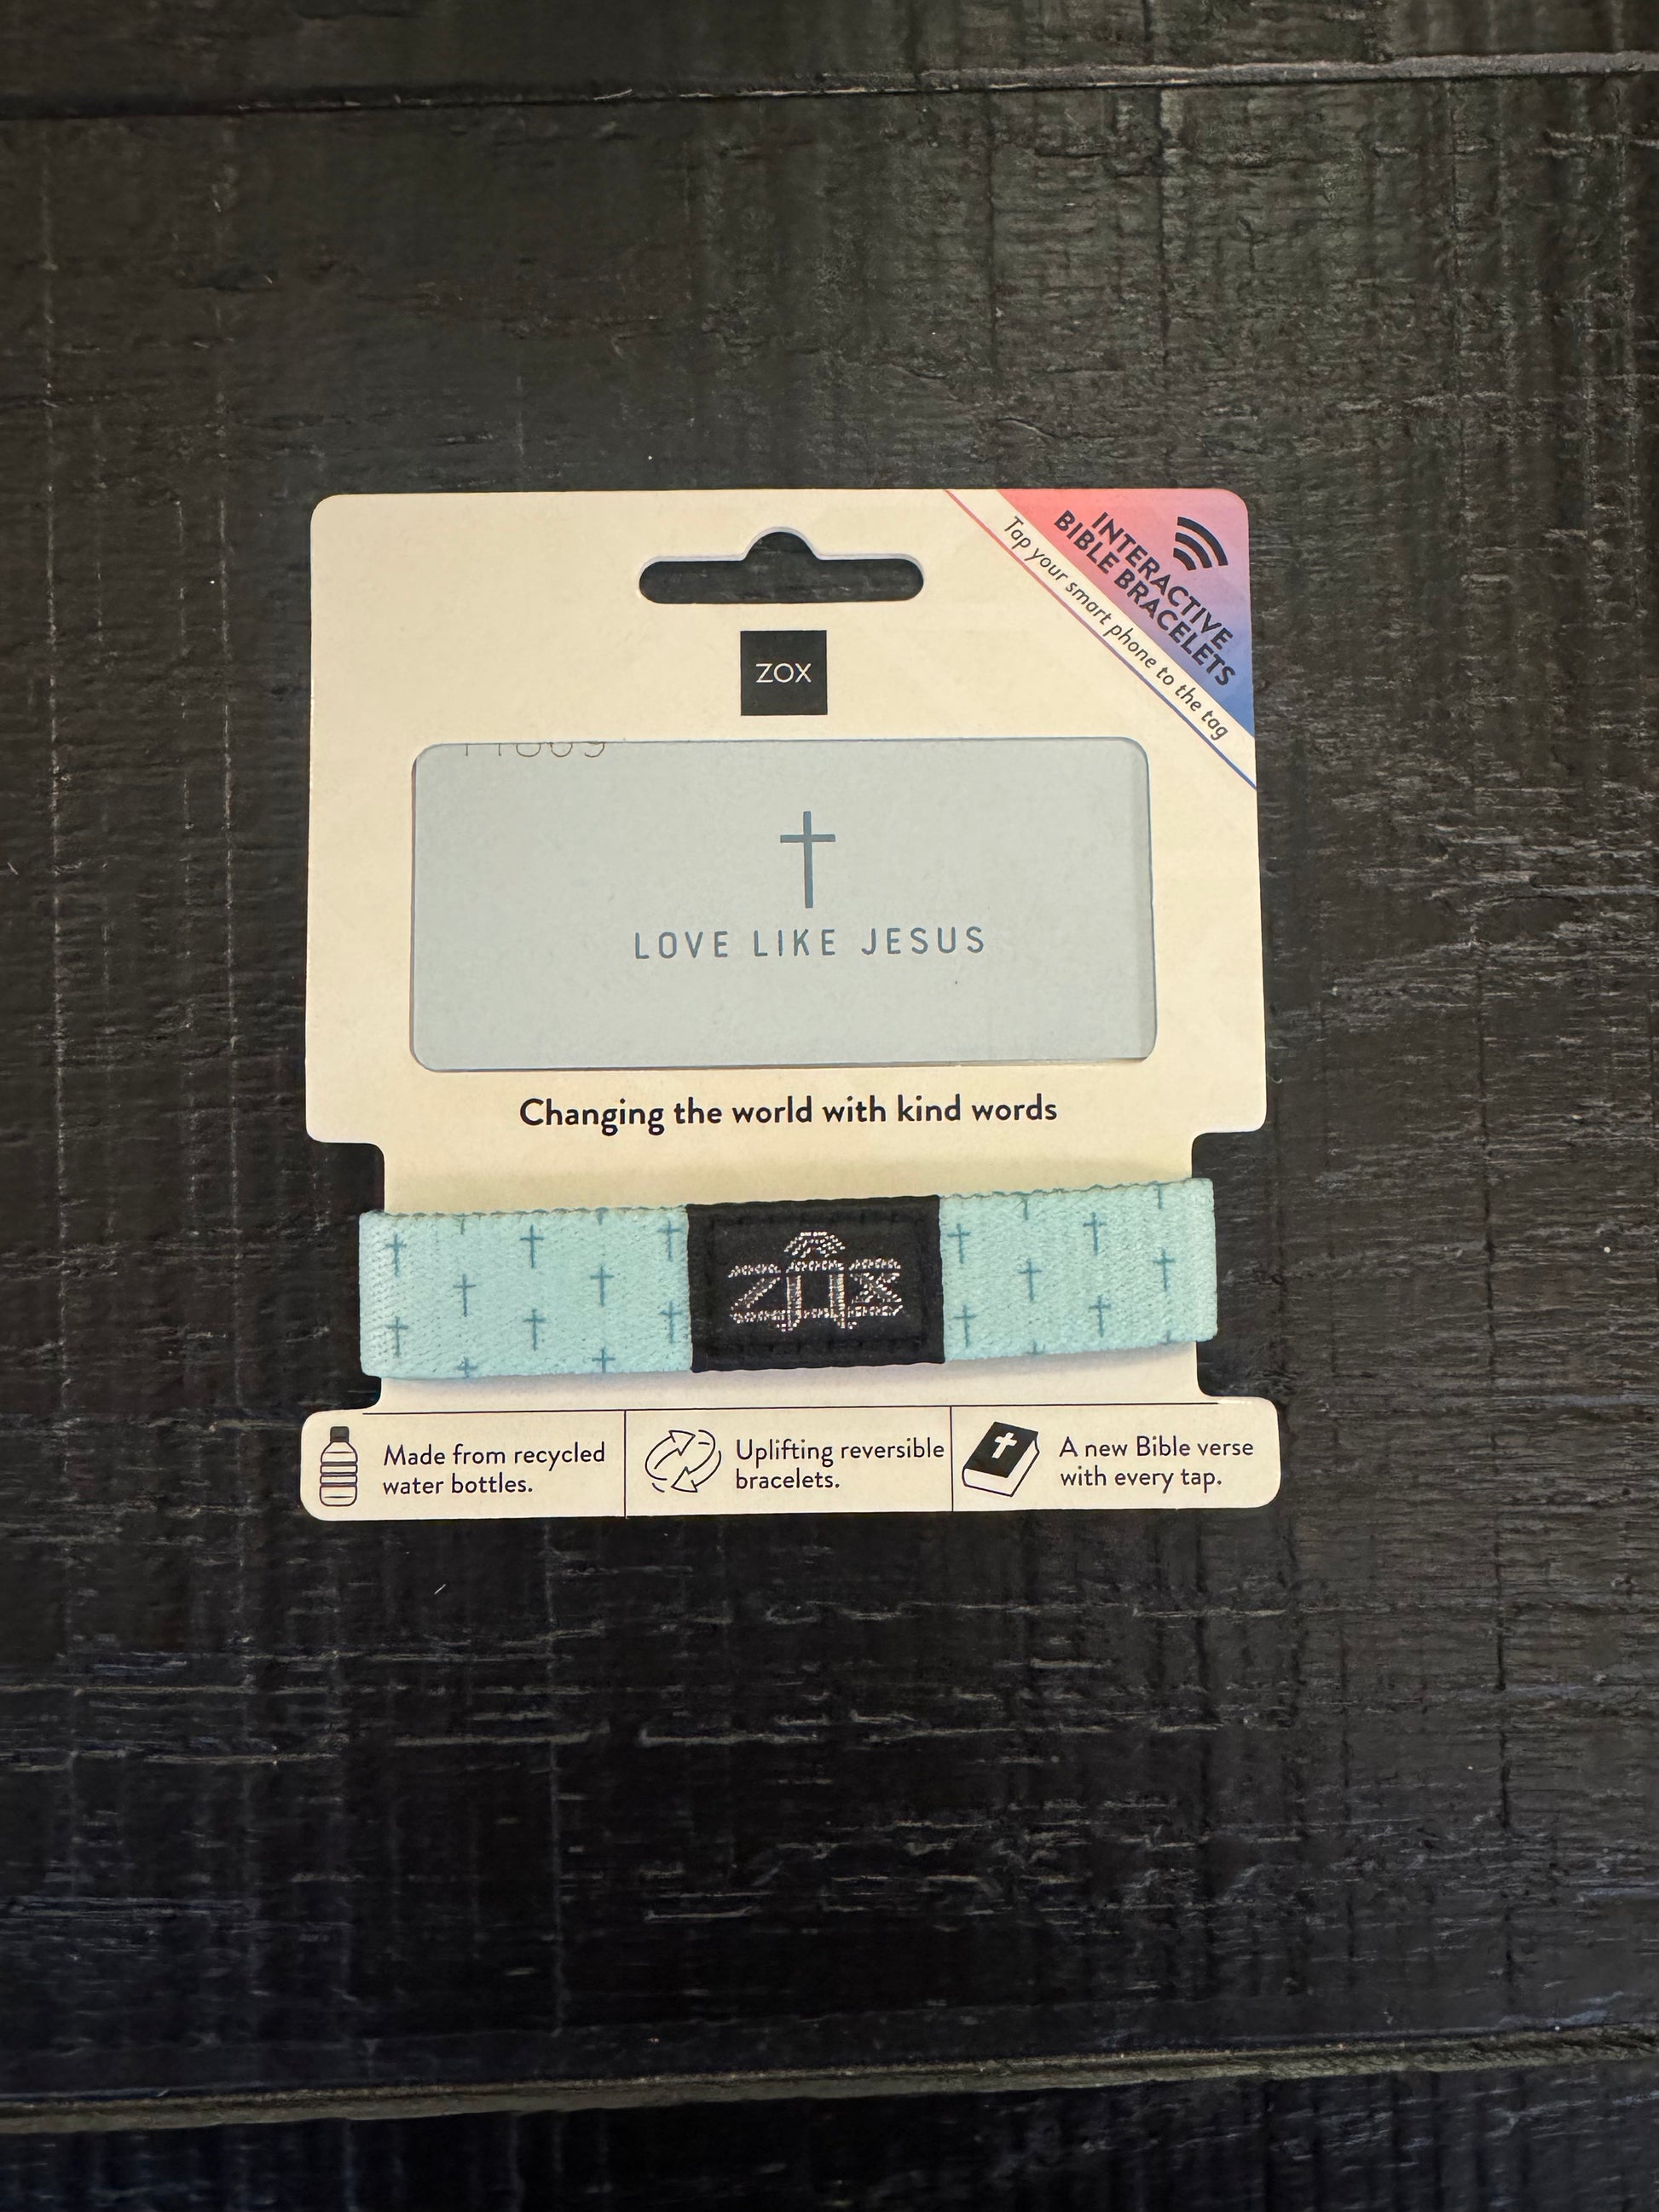 INTERACTIVE
BIBLE BRACELETS
Tap your smart phone to the tag
ZOX
LOVE LIKE JESUS
Changing the world with kind words
ZOX
Made from recycled
water bottles.
Uplifting reversible
bracelets.
A new Bible verse
with every tap.